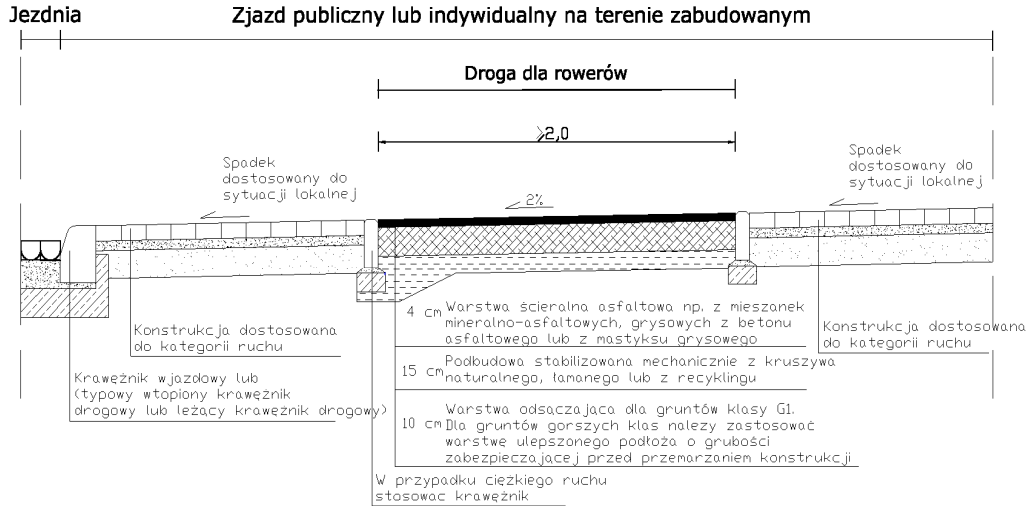 Jezdnia
Zjazd publiczny lub indywidualny na terenie zabudowanym
Droga dla rowerów
≥2,0
Spadek
dostosowany do
sytuacji lokalnej
2%
Spadek
dostosowany do
sytuacji lokalnej
4 cm Warstwa ścieralna asfaltowa np. z mieszanek
mineralno-asfaltowych, grysowych z betonu
asfaltowego lub z mastyksu grysowego
Konstrukcja dostosowana
do kategorii ruchu
Konstrukcja dostosowana
do kategorii ruchu
15 cm Podbudowa stabilizowana mechanicznie z kruszywa
naturalnego, łamanego lub z recyklingu
Krawężnik wjazdowy lub
(typowy wtopiony krawężnik
drogowy lub leżący krawężnik drogowy)
10 cm Warstwa odsączająca dla gruntów klasy G1.
Dla gruntów gorszych klas nalezy zastosować
warstwę ulepszonego podłoża o grubości
zabezpieczającej przed przemarzaniem konstrukcji
W przypadku ciężkiego ruchu
stosowac krawężnik